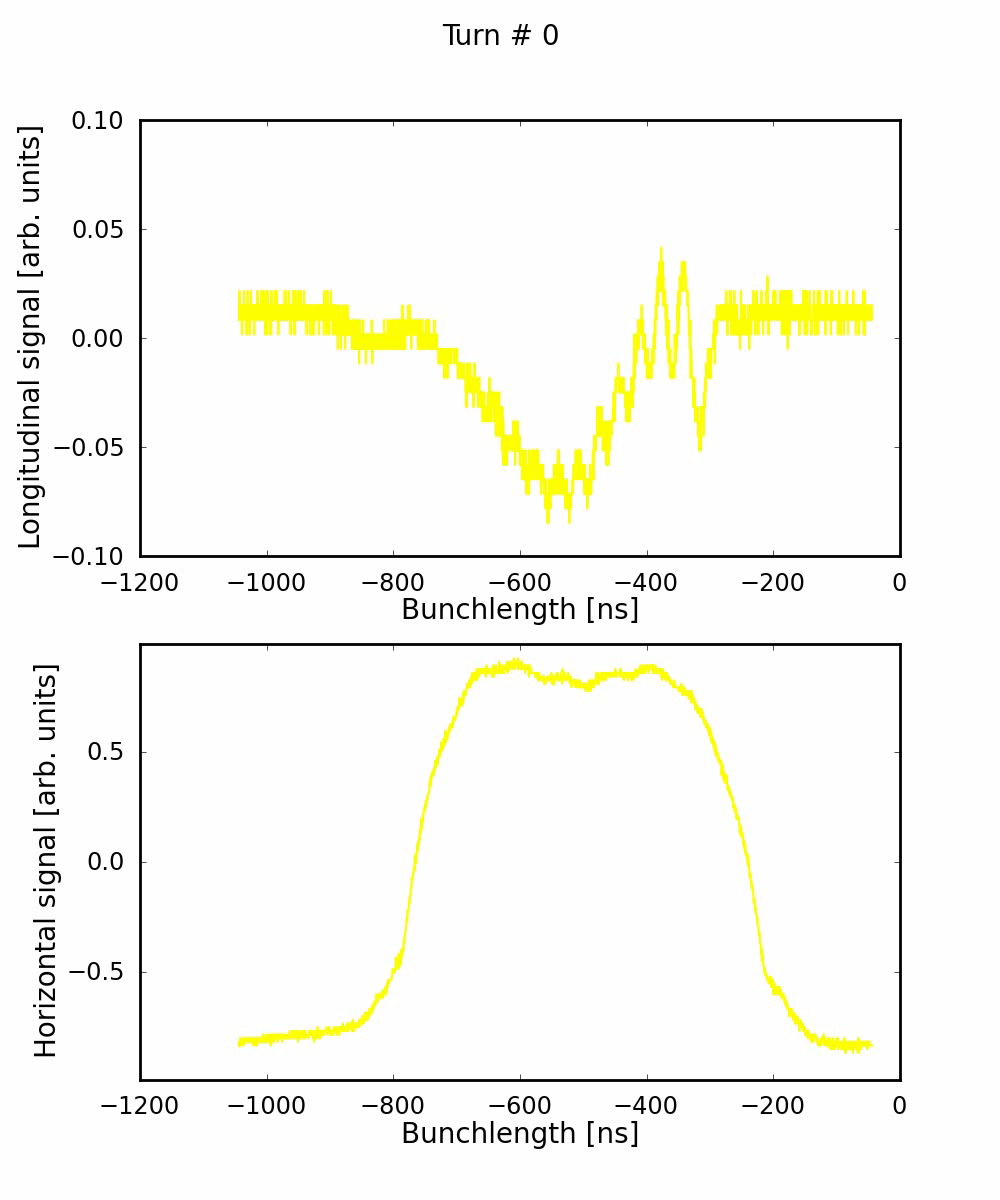 Turn # 0
Longitudinal signal [arb. units]
0.10
0.05
0.00
−0.05
−0.10
−1200 −1000 −800 −600 −400 −200 0
Bunchlength [ns]
Horizontal signal [arb. units]
0.5
0.0
−0.5
−1200 −1000 −800 −600 −400 −200 0
Bunchlength [ns]